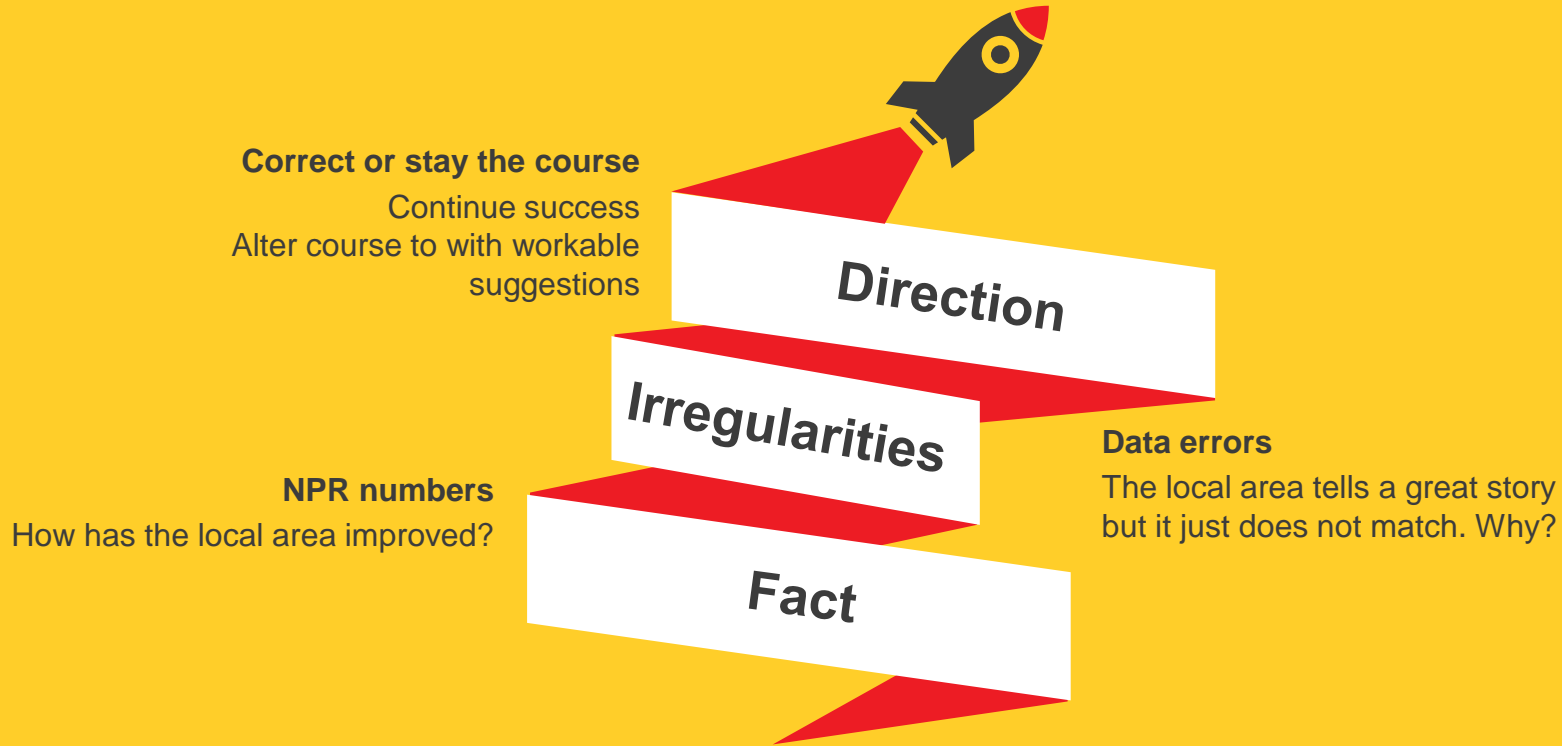 Correct or stay the course
Continue success
Alter course to with workable
suggestions
Direction
Irregularities
Data errors
The local area tells a great story
but it just does not match. Why?
NPR numbers
How has the local area improved?
Fact